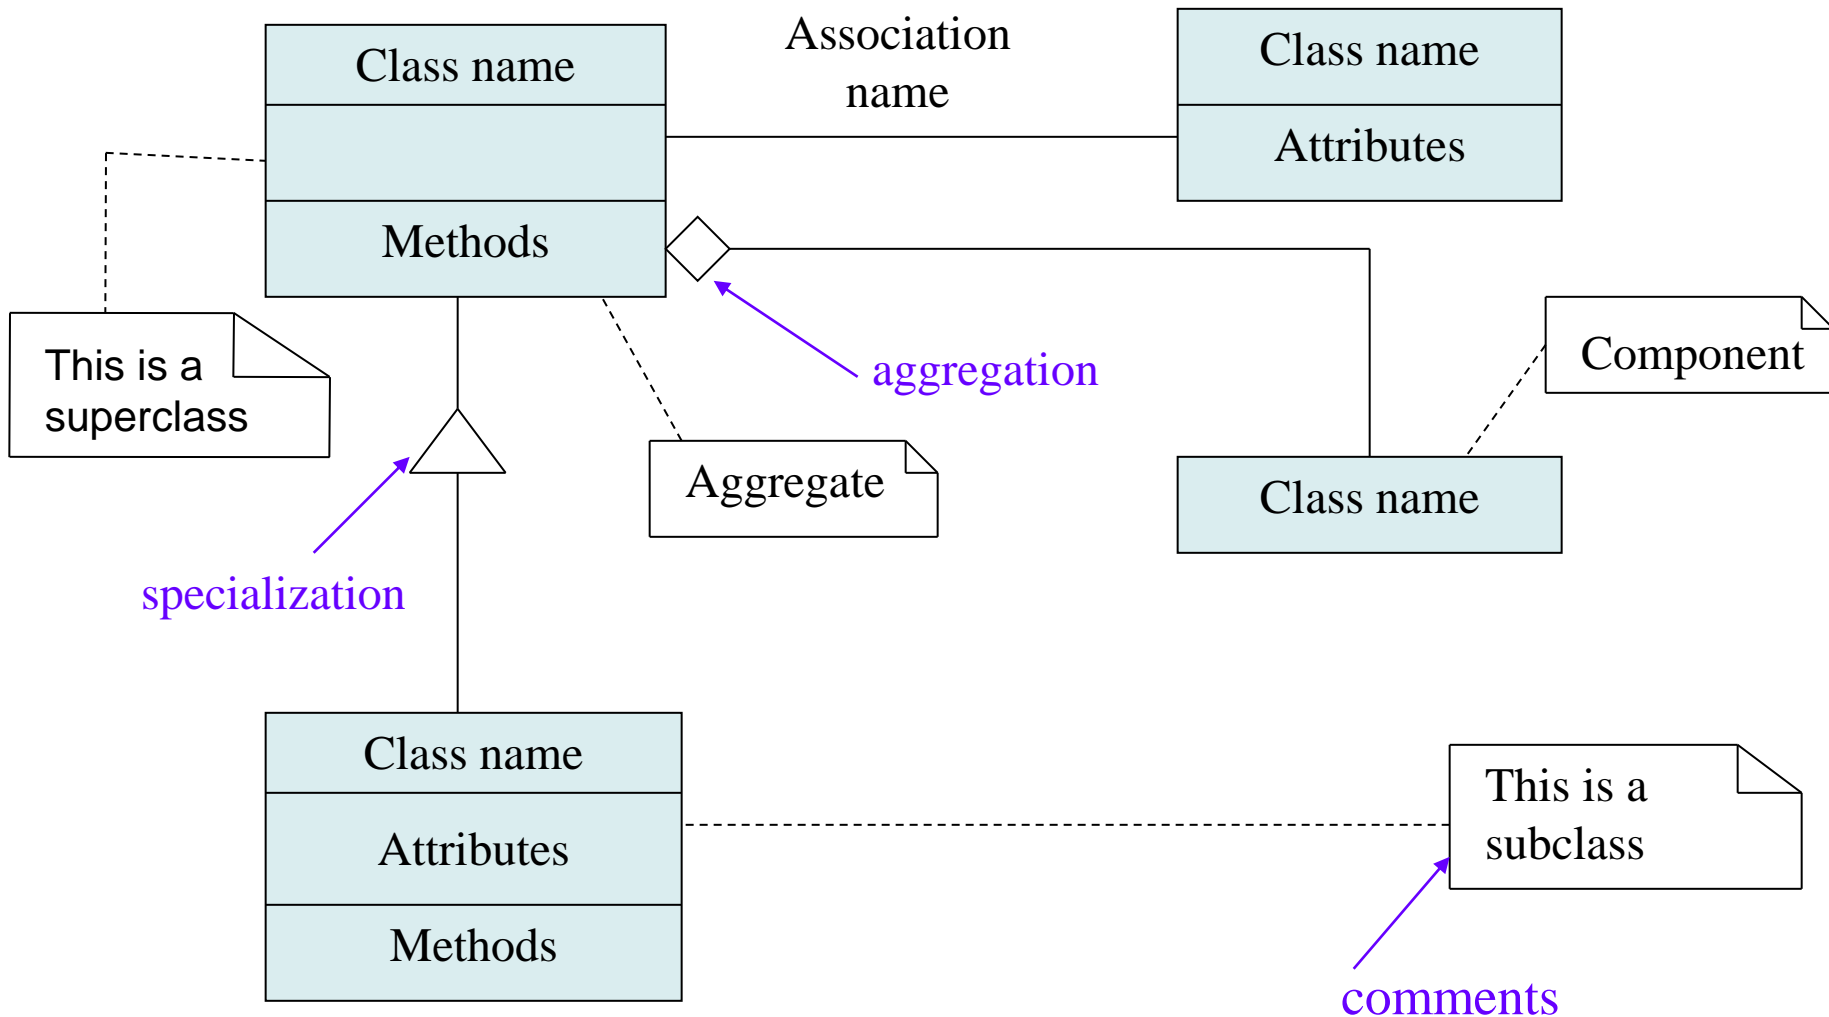 Class name
Methods
Association
name
Class name
Attributes
This is a
superclass
aggregation
Component
Aggregate
Class name
specialization
Class name
Attributes
Methods
This is a
subclass
comments